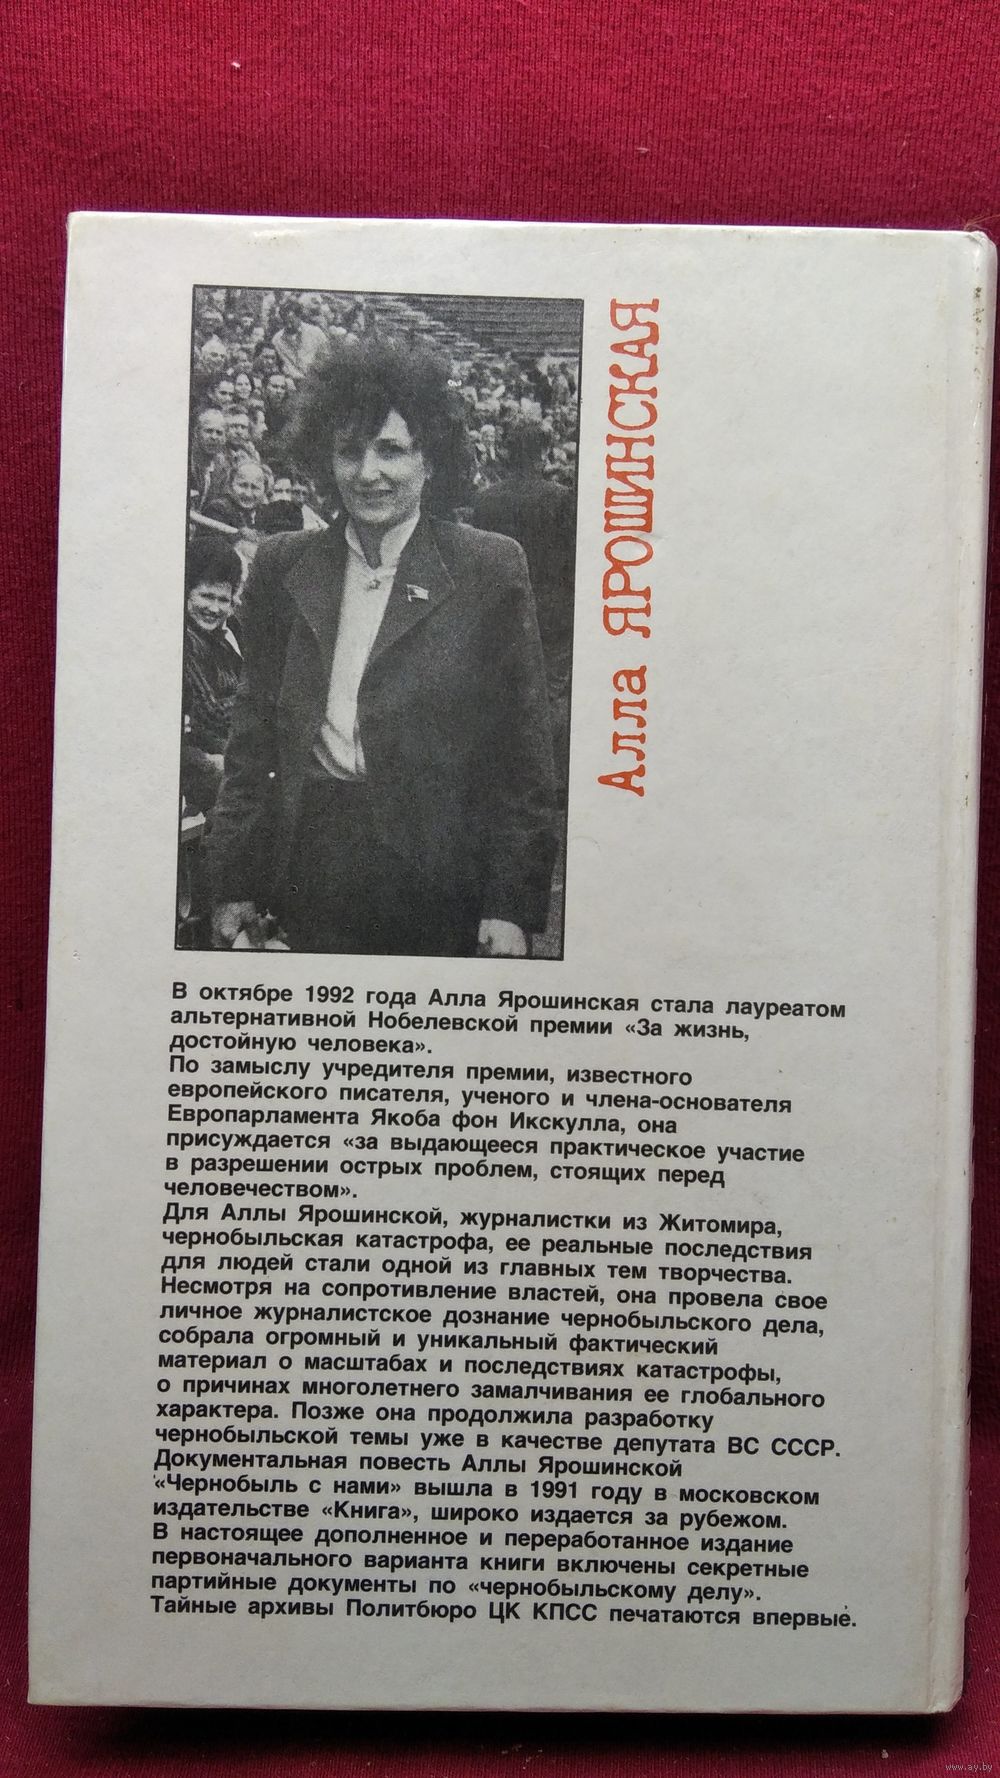 Алла ЯРОШИНСКАЯ
В октябре 1992 года Алла Ярошинская стала лауреатом
альтернативной Нобелевской премии «За жизнь,
достойную человека».
По замыслу учредителя премии, известного
европейского писателя, ученого и члена-основателя
Европарламента Якоба фон Икскулла, она
присуждается «за выдающееся практическое участие
в разрешении острых проблем, стоящих перед
человечеством».
Для Аллы Ярошинской, журналистки из Житомира,
чернобыльская катастрофа, ее реальные последствия
для людей стали одной из главных тем творчества.
Несмотря на сопротивление властей, она провела свое
личное журналистское дознание чернобыльского дела,
собрала огромный и уникальный фактический
материал о масштабах и последствиях катастрофы,
о причинах многолетнего замалчивания ее глобального
характера. Позже она продолжила разработку
чернобыльской темы уже в качестве депутата ВС СССР.
Документальная повесть Аллы Ярошинской
«Чернобыль с нами» вышла в 1991 году в московском
издательстве «Книга», широко издается за рубежом.
В настоящее дополненное и переработанное издание
первоначального варианта книги включены секретные
партийные документы по «чернобыльскому делу».
Тайные архивы Политбюро ЦК КПСС печатаются впервые.
www.ay.by